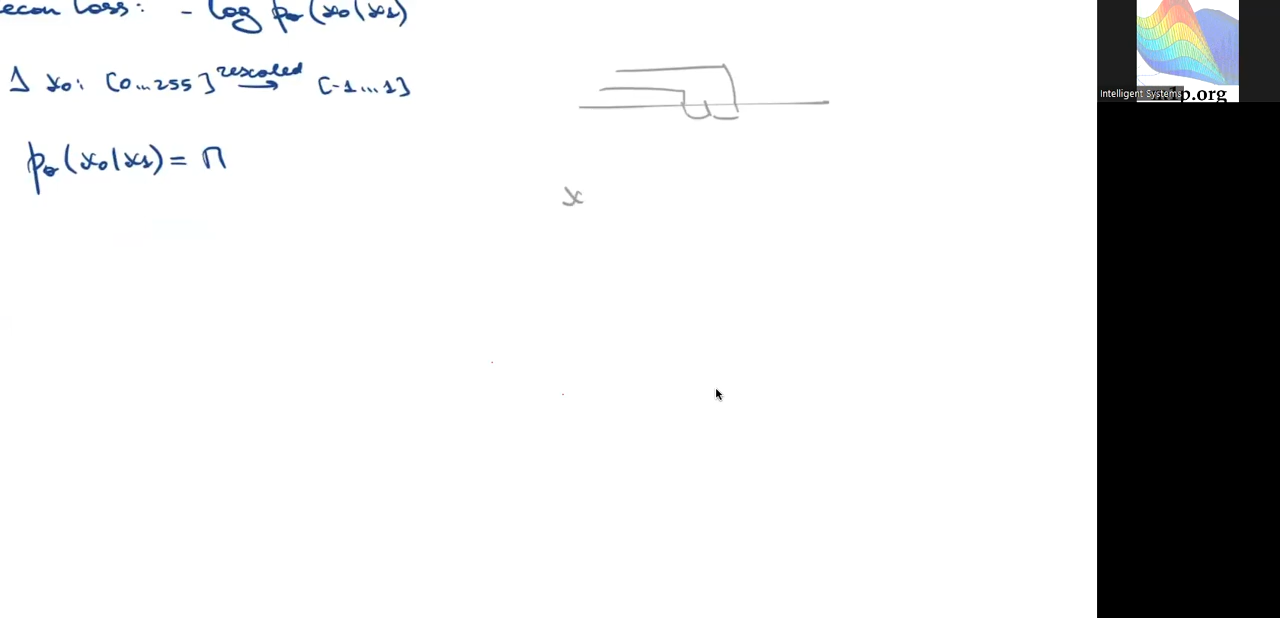 econ loss: - log pθ(x0|x1)
Δ x0: [0...255] rescaled → [-1...1]
pθ(x0|x1) = Π
x
Intelligent Systems
.org